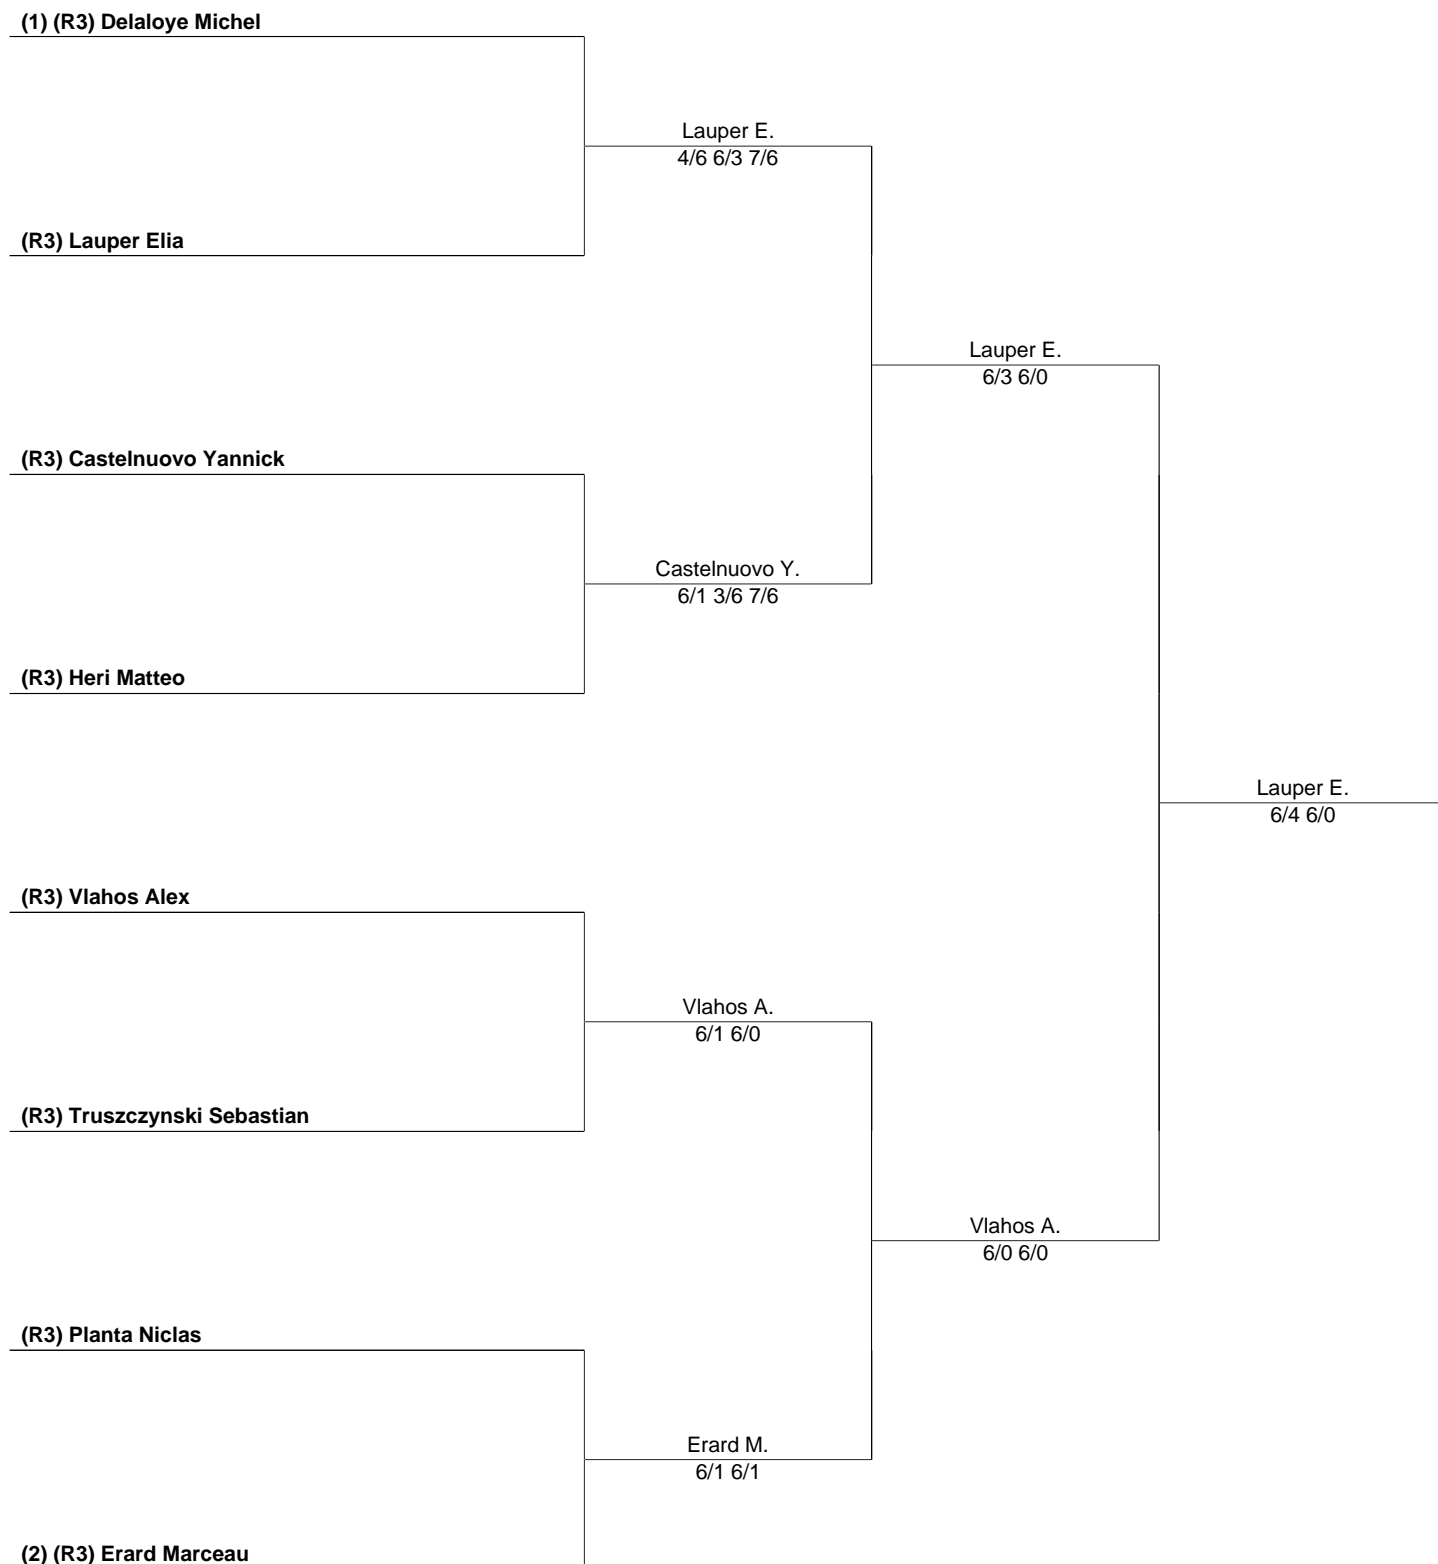 (1) (R3) Delaloye Michel
Lauper E.
4/6 6/3 7/6
(R3) Lauper Elia
Lauper E.
6/3 6/0
(R3) Castelnuovo Yannick
Castelnuovo Y.
6/1 3/6 7/6
(R3) Heri Matteo
Lauper E.
6/4 6/0
(R3) Vlahos Alex
Vlahos A.
6/1 6/0
(R3) Truszczynski Sebastian
Vlahos A.
6/0 6/0
(R3) Planta Niclas
Erard M.
6/1 6/1
(2) (R3) Erard Marceau